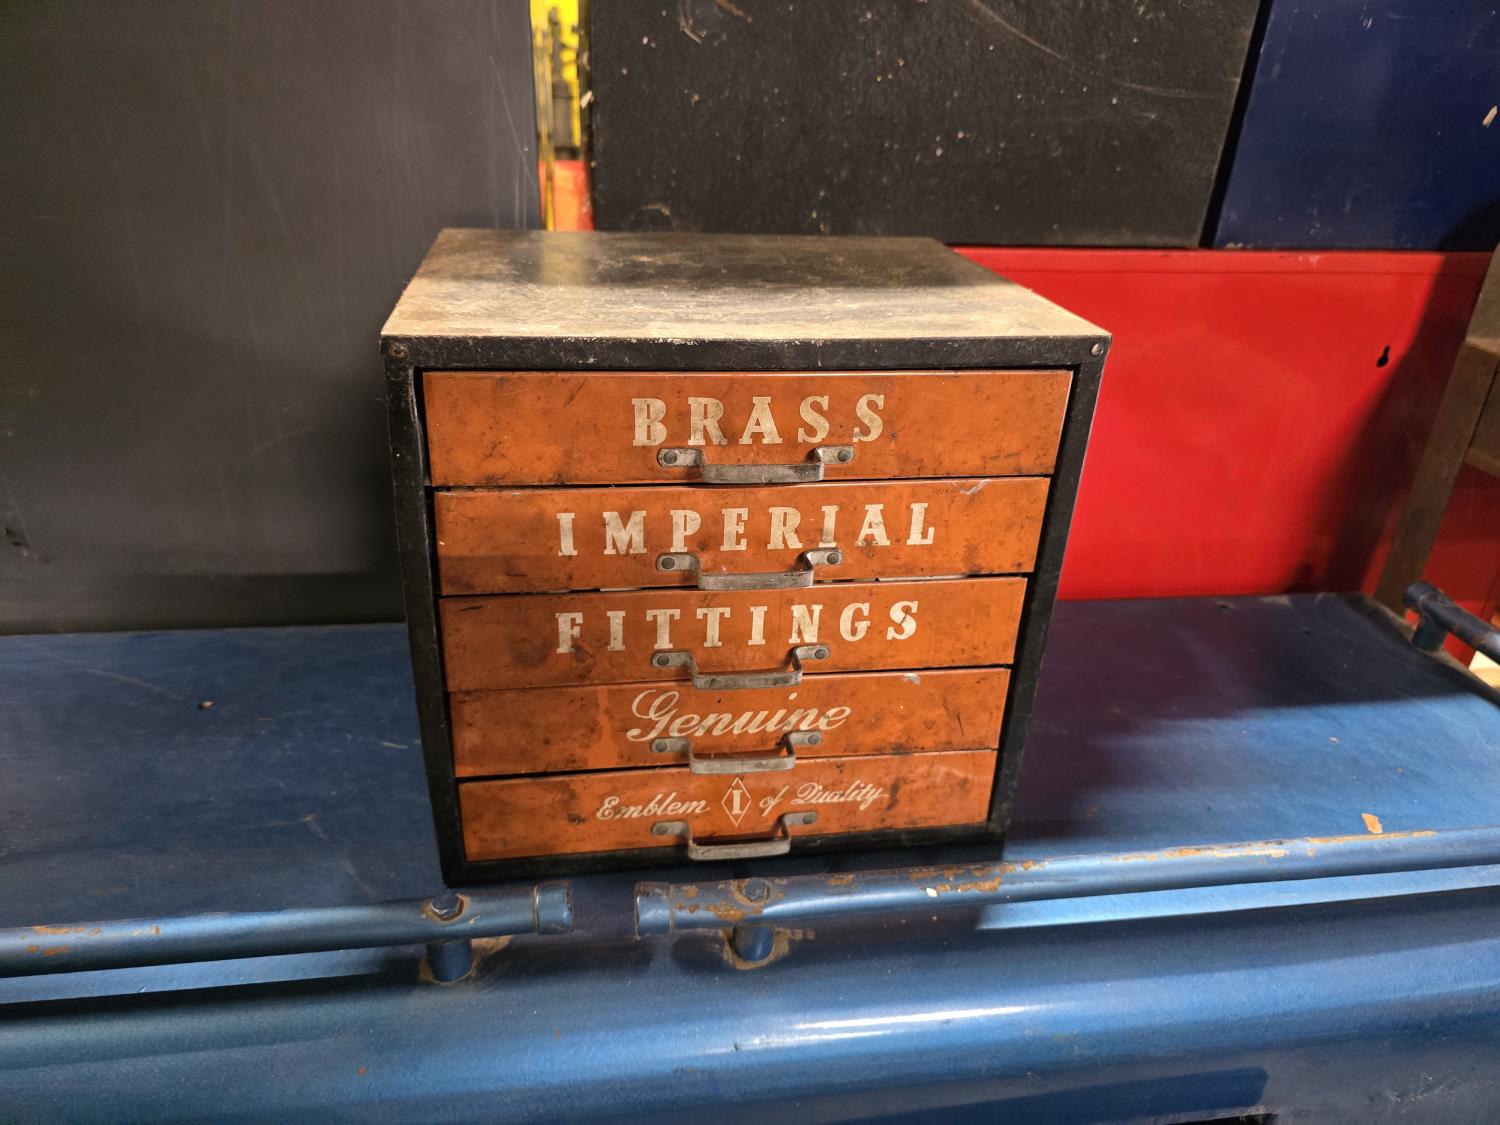 BRASS
IMPERIAL
FITTINGS
Genuine
Emblem I of Quality